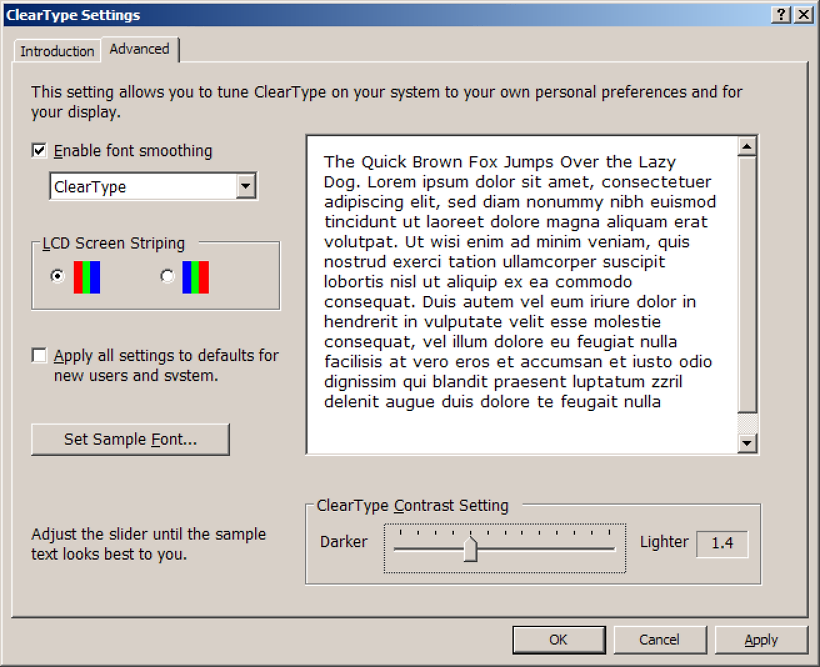 ClearType Settings
Introduction
Advanced
This setting allows you to tune ClearType on your system to your own personal preferences and for
your display.
Enable font smoothing
ClearType
LCD Screen Striping
Apply all settings to defaults for
new users and system.
Set Sample Font...
The Quick Brown Fox Jumps Over the Lazy
Dog. Lorem ipsum dolor sit amet, consectetuer
adipiscing elit, sed diam nonummy nibh euismod
tincidunt ut laoreet dolore magna aliquam erat
volutpat. Ut wisi enim ad minim veniam, quis
nostrud exerci tation ullamcorper suscipit
lobortis nisl ut aliquip ex ea commodo
consequat. Duis autem vel eum iriure dolor in
hendrerit in vulputate velit esse molestie
consequat, vel illum dolore eu feugiat nulla
facilisis at vero eros et accumsan et iusto odio
dignissim qui blandit praesent luptatum zzril
delenit augue duis dolore te feugait nulla
Adjust the slider until the sample
text looks best to you.
ClearType Contrast Setting
Darker
Lighter
1.4
OK
Cancel
Apply